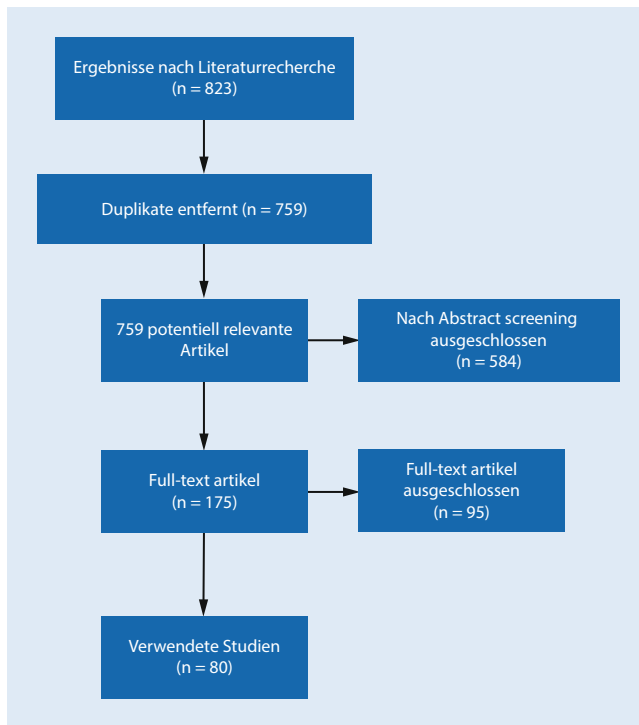 Ergebnisse nach Literaturrecherche
(n = 823)
Duplikate entfernt (n = 759)
759 potentiell relevante
Artikel
Nach Abstract screening
ausgeschlossen
(n = 584)
Full-text artikel
(n = 175)
Full-text artikel
ausgeschlossen
(n = 95)
Verwendete Studien
(n = 80)